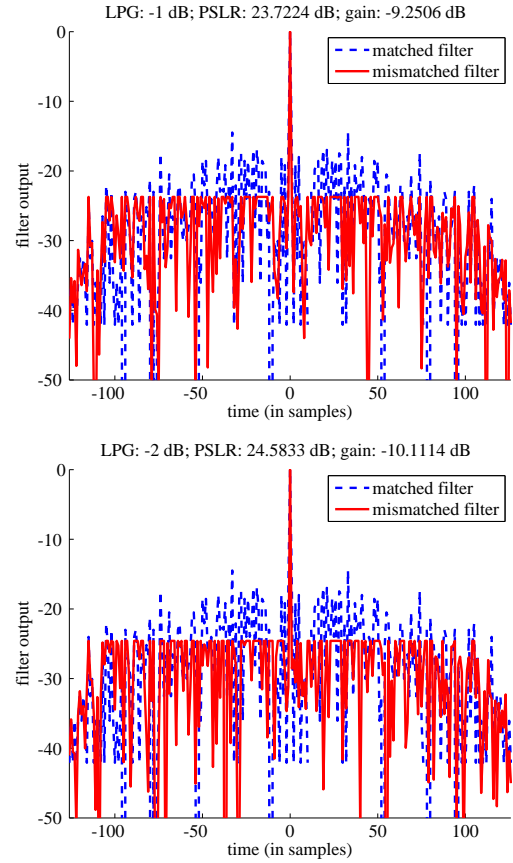 LPG: -1 dB; PSLR: 23.7224 dB; gain: -9.2506 dB
0
-10
-20
-30
-40
-50
filter output
matched filter
mismatched filter
-100
-50
0
50
100
time (in samples)
LPG: -2 dB; PSLR: 24.5833 dB; gain: -10.1114 dB
0
-10
-20
-30
-40
-50
filter output
matched filter
mismatched filter
-100
-50
0
50
100
time (in samples)